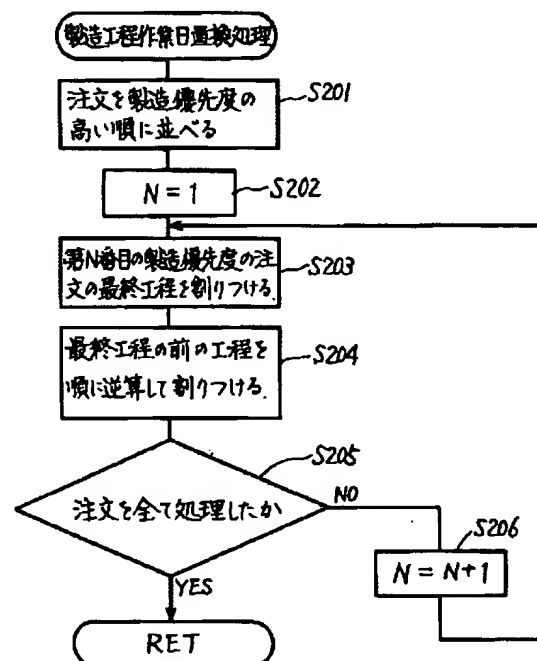 製造工程作業日置換処理
注文を製造優先度の
高い順に並べる
S201
N=1
S202
第N番目の製造優先度の注
文の最終工程を割りつける.
S203
最終工程の前の工程を
順に逆算して割りつける.
S204
注文を全て処理したか
S205
NO
S206
N=N+1
YES
RET